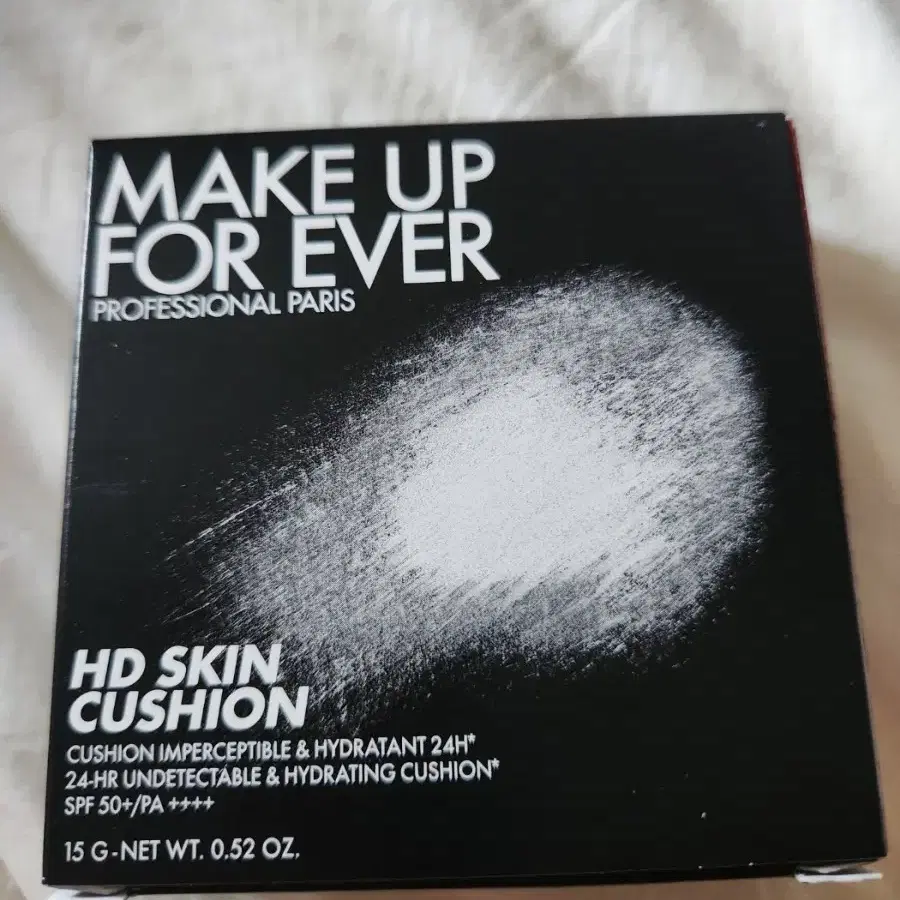 MAKE UP
FOR EVER
PROFESSIONAL PARIS
HD SKIN
CUSHION
CUSHION IMPERCEPTIBLE & HYDRATANT 24H*
24-HR UNDETECTABLE & HYDRATING CUSHION*
SPF 50+/PA ++++
15 G-NET WT. 0.52 OZ.